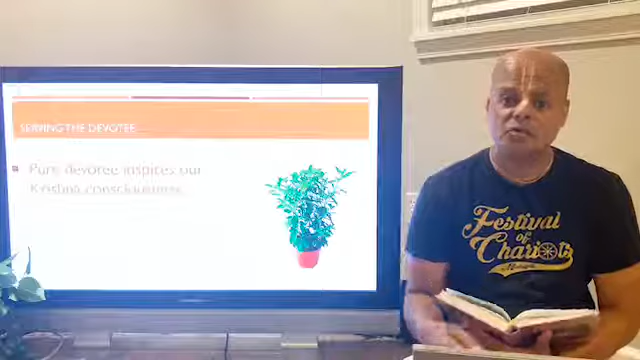 SERVING THE DEVOTEE
Pure devotee inspires our
Krishna consciousness.
Festival
of
Chariots